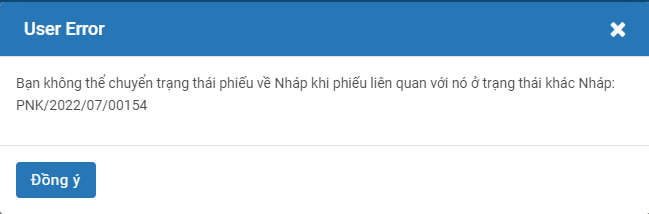 User Error
Bạn không thể chuyển trạng thái phiếu về Nháp khi phiếu liên quan với nó ở trạng thái khác Nháp:
PNK/2022/07/00154
Đồng ý